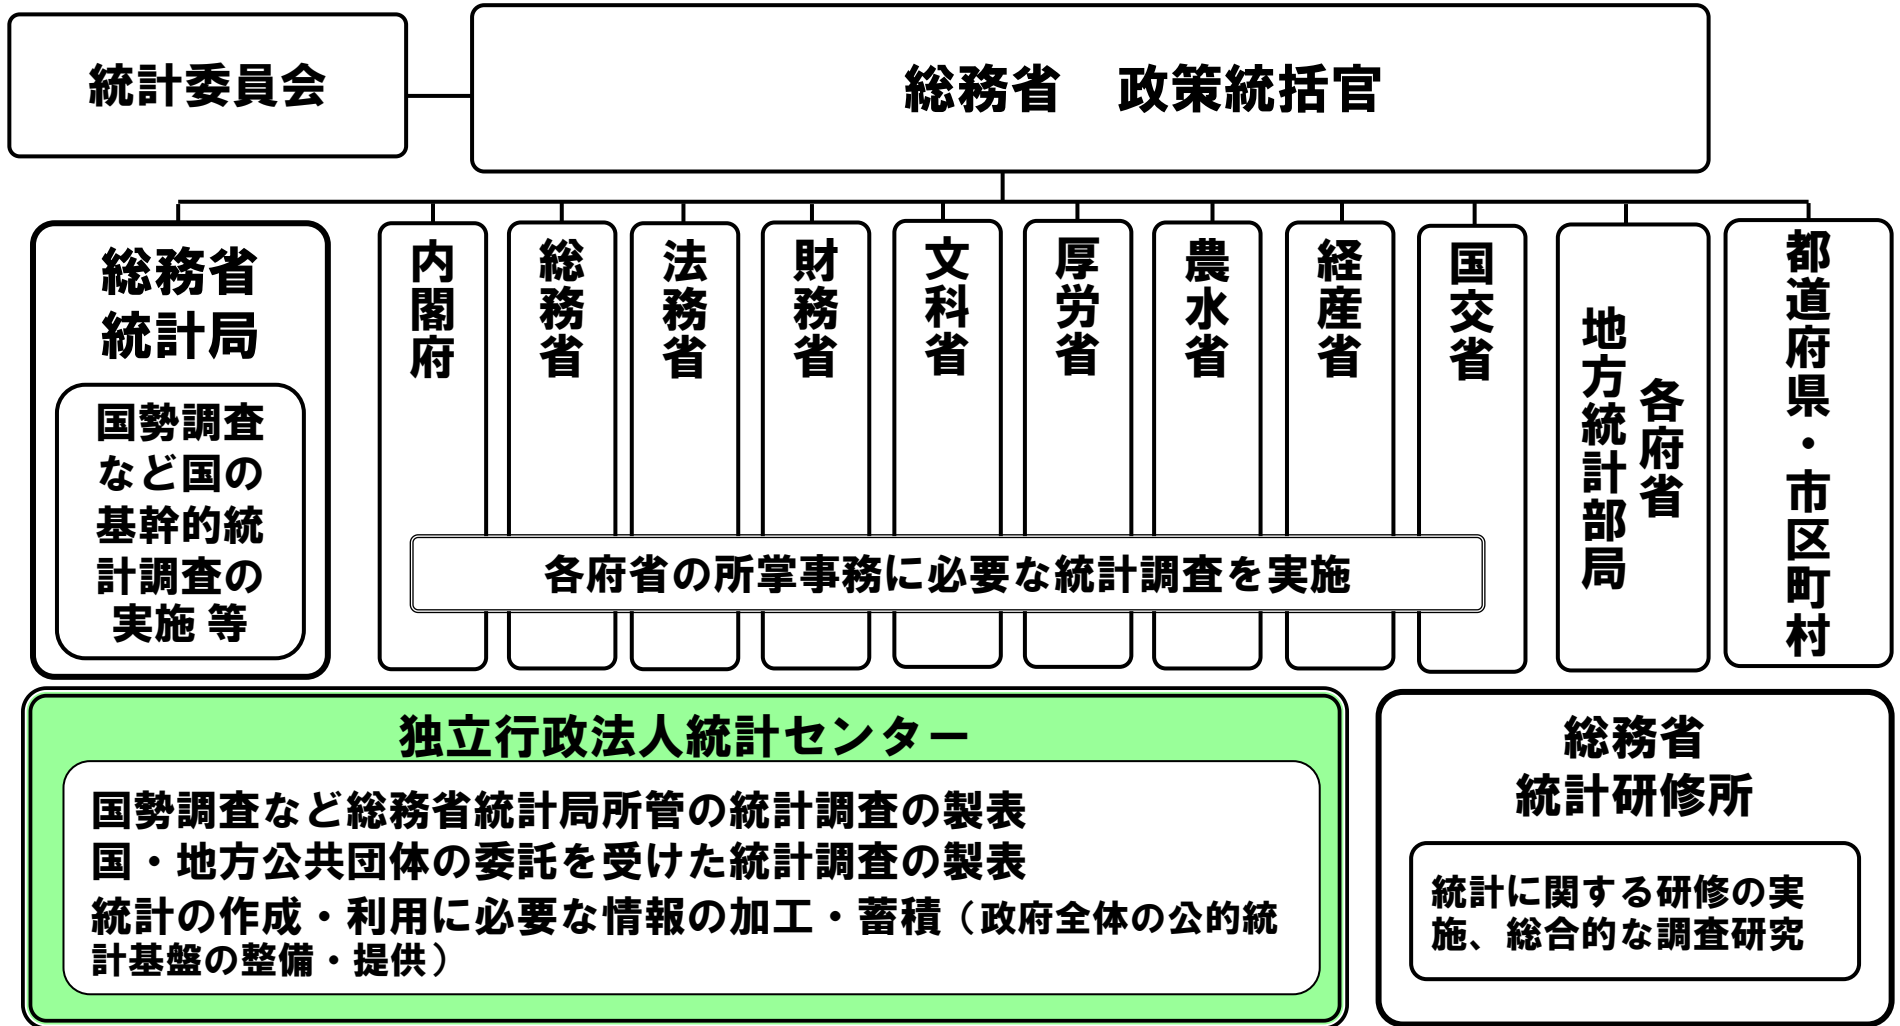 統計委員会
総務省　政策統括官
総務省
統計局
国勢調査
など国の
基幹的統
計調査の
実施 等
内閣府
総務省
法務省
財務省
文科省
厚労省
農水省
経産省
国交省
各府省の所掌事務に必要な統計調査を実施
各府省
地方統計部局
都道府県・市区町村
独立行政法人統計センター
国勢調査など総務省統計局所管の統計調査の製表
国・地方公共団体の委託を受けた統計調査の製表
統計の作成・利用に必要な情報の加工・蓄積（政府全体の公的統
計基盤の整備・提供）
総務省
統計研修所
統計に関する研修の実
施、総合的な調査研究